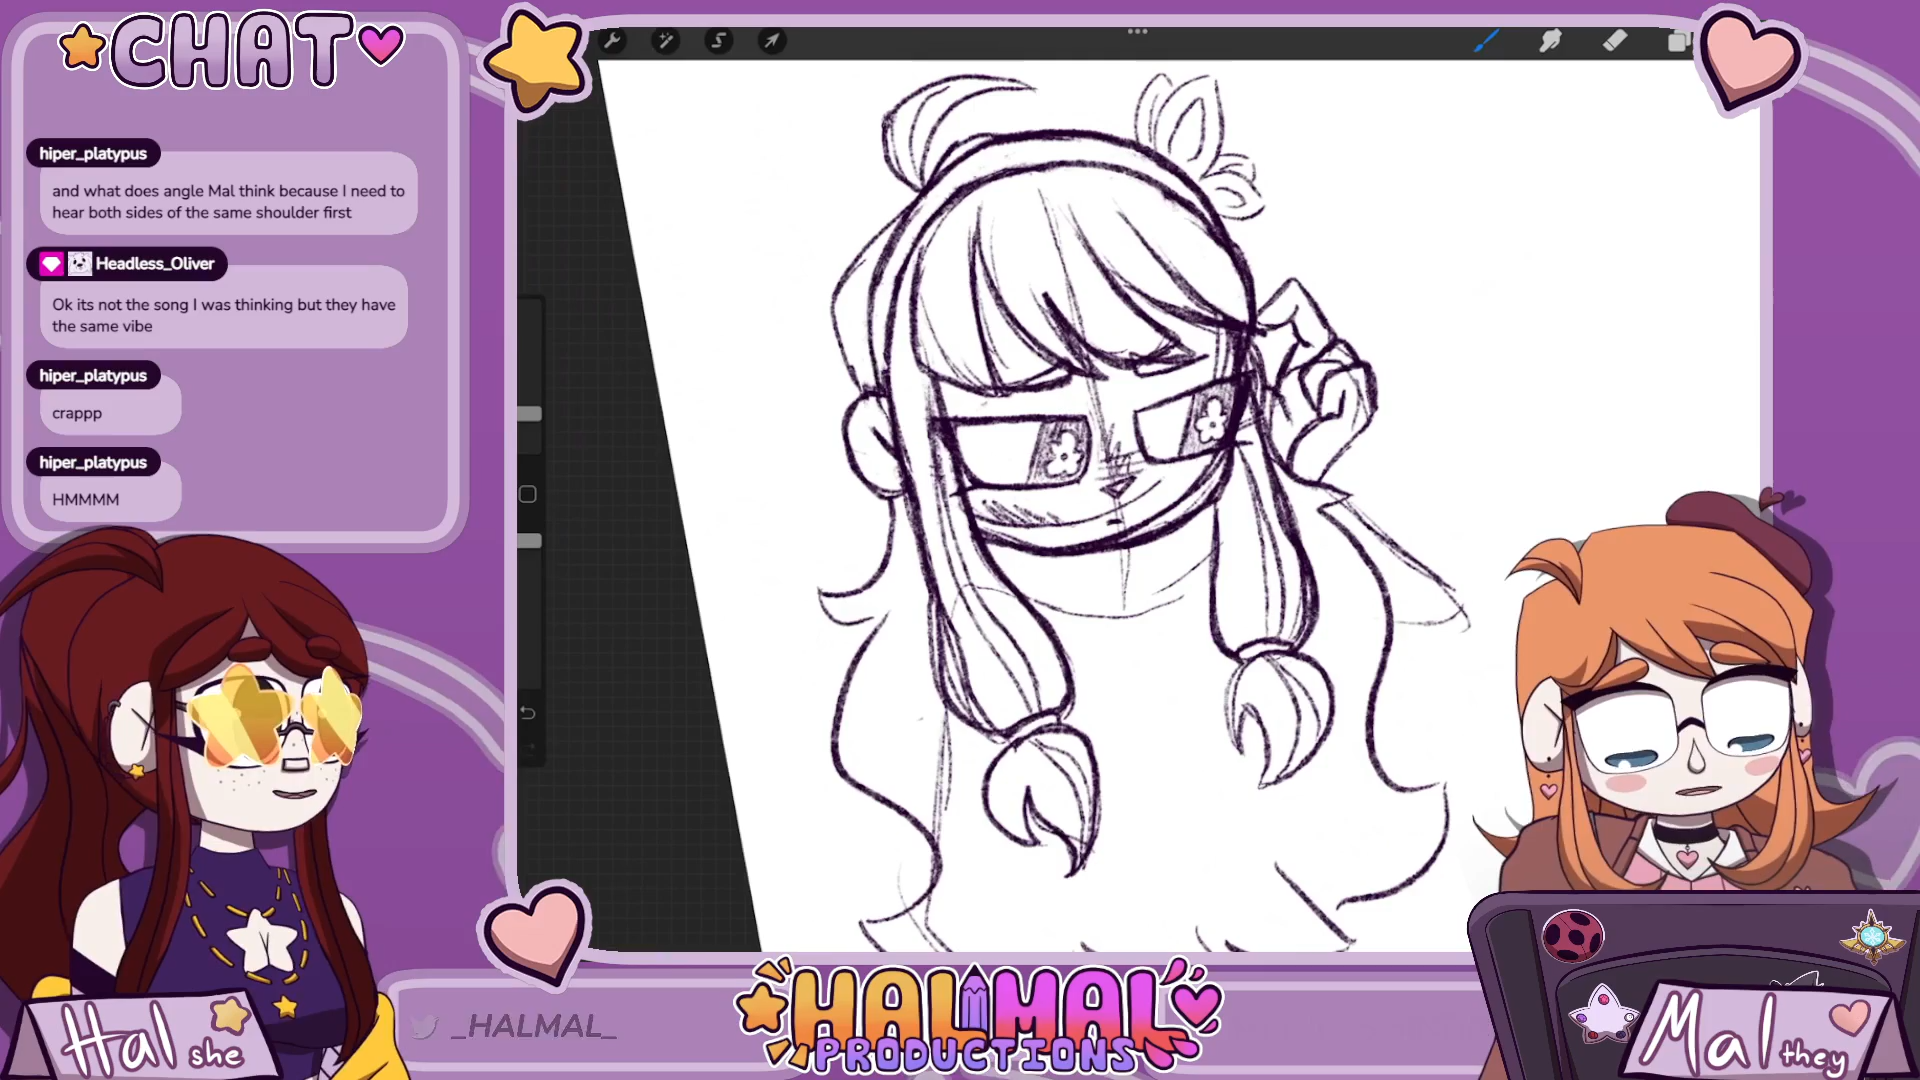 CHAT
hiper_platypus
and what does angle Mal think because I need to
hear both sides of the same shoulder first
Headless_Oliver
Ok its not the song I was thinking but they have
the same vibe
hiper_platypus
crappp
hiper_platypus
HMMMM
Hal she
_HALMAL_
HALMAL
PRODUCTIONS
Mal they